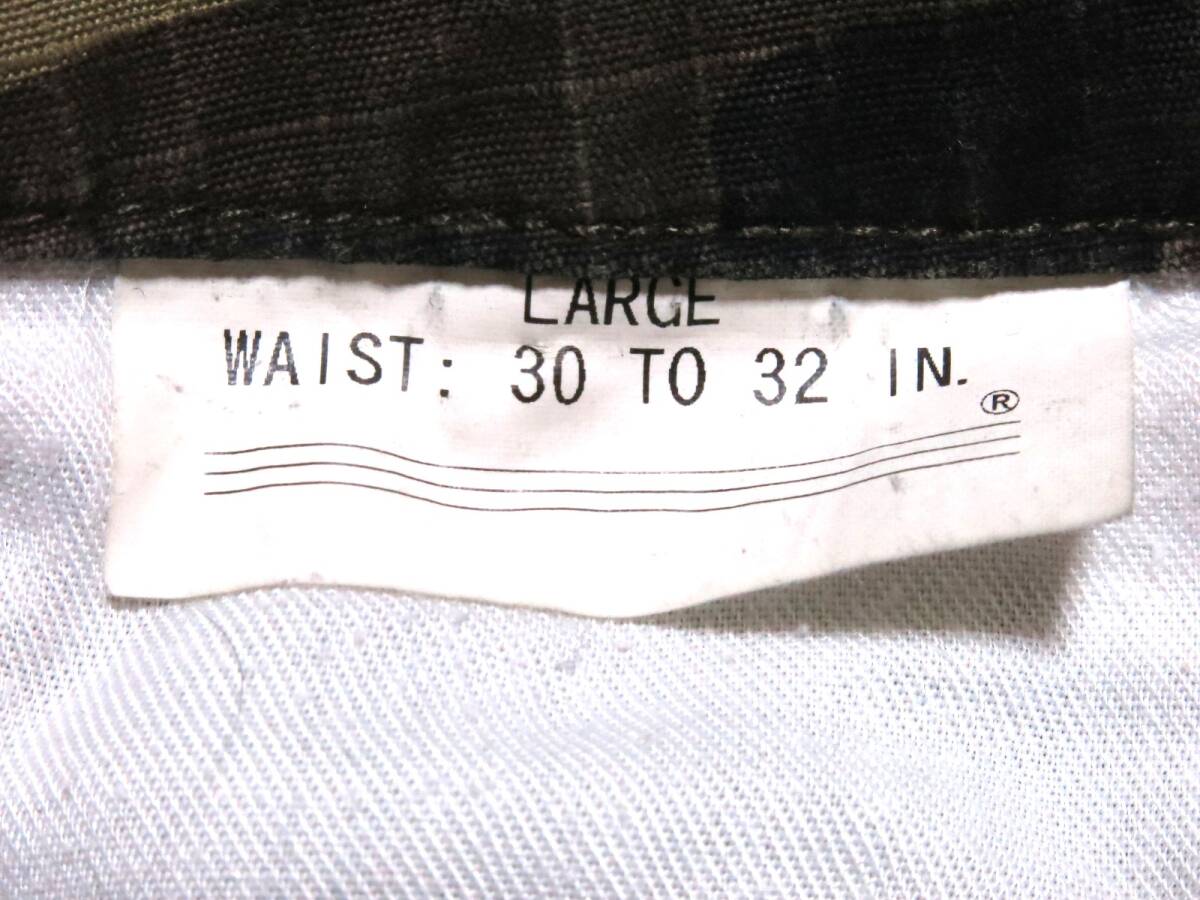 LARGE
WAIST: 30 TO 32 IN.
®